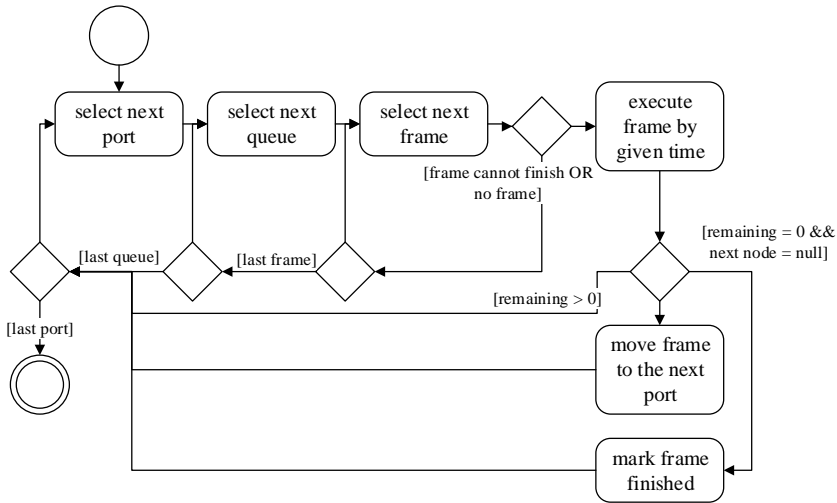 select next
port
select next
queue
select next
frame
execute
frame by
given time
[frame cannot finish OR
no frame]
[remaining = 0 &&
next node = null]
[last queue]
[last frame]
[remaining > 0]
[last port]
move frame
to the next
port
mark frame
finished